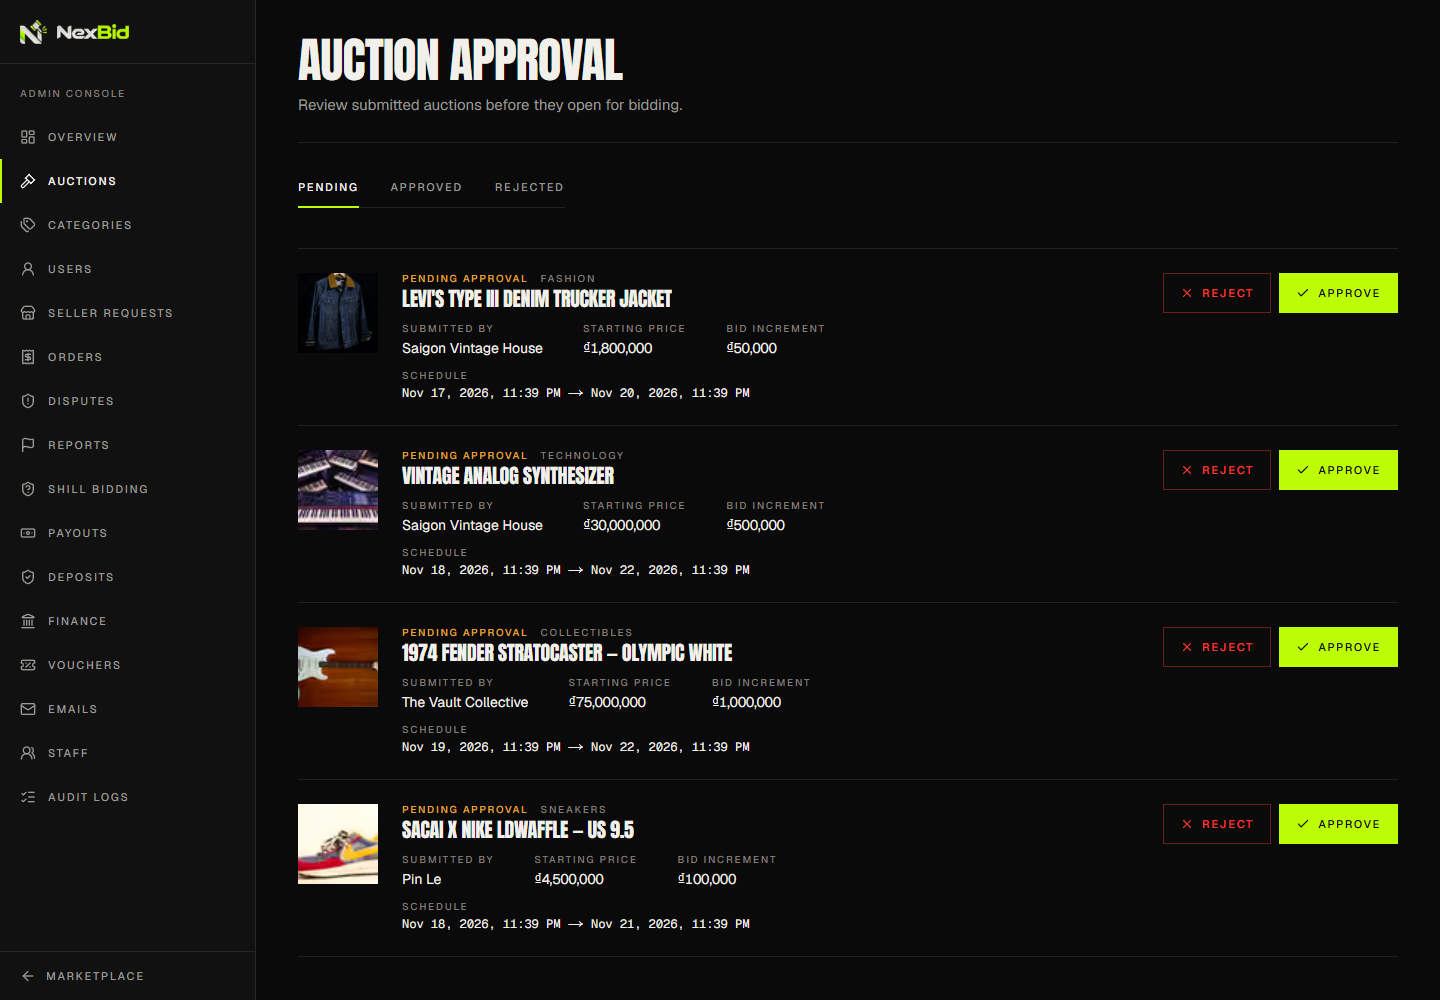 NexBid
ADMIN CONSOLE
OVERVIEW
AUCTIONS
CATEGORIES
USERS
SELLER REQUESTS
ORDERS
DISPUTES
REPORTS
SHILL BIDDING
PAYOUTS
DEPOSITS
FINANCE
VOUCHERS
EMAILS
STAFF
AUDIT LOGS
MARKETPLACE
AUCTION APPROVAL
Review submitted auctions before they open for bidding.
PENDING APPROVED REJECTED
PENDING APPROVAL FASHION
LEVI'S TYPE III DENIM TRUCKER JACKET
SUBMITTED BY STARTING PRICE BID INCREMENT
Saigon Vintage House ₫1,800,000 ₫50,000
SCHEDULE
Nov 17, 2026, 11:39 PM → Nov 20, 2026, 11:39 PM
REJECT APPROVE
PENDING APPROVAL TECHNOLOGY
VINTAGE ANALOG SYNTHESIZER
SUBMITTED BY STARTING PRICE BID INCREMENT
Saigon Vintage House ₫30,000,000 ₫500,000
SCHEDULE
Nov 18, 2026, 11:39 PM → Nov 22, 2026, 11:39 PM
REJECT APPROVE
PENDING APPROVAL COLLECTIBLES
1974 FENDER STRATOCASTER – OLYMPIC WHITE
SUBMITTED BY STARTING PRICE BID INCREMENT
The Vault Collective ₫75,000,000 ₫1,000,000
SCHEDULE
Nov 19, 2026, 11:39 PM → Nov 22, 2026, 11:39 PM
REJECT APPROVE
PENDING APPROVAL SNEAKERS
SACAI X NIKE LDWAFFLE – US 9.5
SUBMITTED BY STARTING PRICE BID INCREMENT
Pin Le ₫4,500,000 ₫100,000
SCHEDULE
Nov 18, 2026, 11:39 PM → Nov 21, 2026, 11:39 PM
REJECT APPROVE